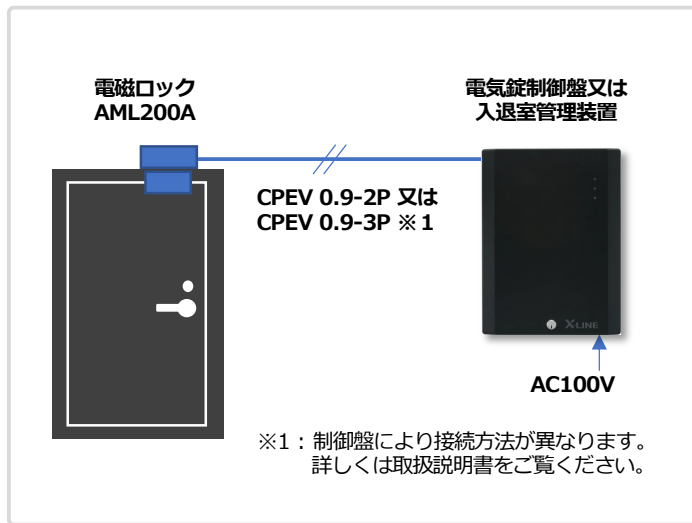 電磁ロック
AML200A
電気錠制御盤又は
入退室管理装置
CPEV 0.9-2P 又は
CPEV 0.9-3P ※１
XLINE
AC100V
※1：制御盤により接続方法が異なります。
詳しくは取扱説明書をご覧ください。